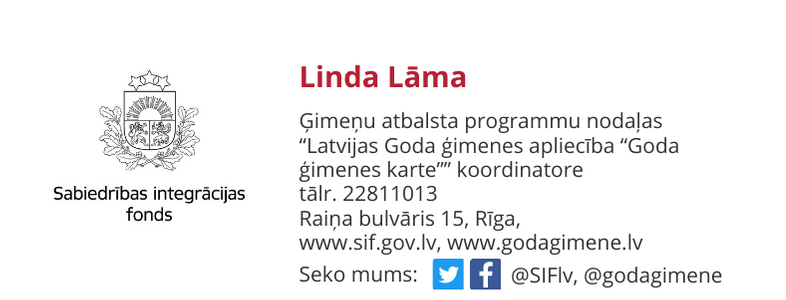 Linda Lāma
Ģimeņu atbalsta programmu nodaļas
“Latvijas Goda ģimenes apliecība “Goda
ģimenes karte”” koordinatore
tālr. 22811013
Raiņa bulvāris 15, Rīga,
www.sif.gov.lv, www.godagimene.lv
Seko mums: @SIFlv, @godagimene
Sabiedrības integrācijas
fonds